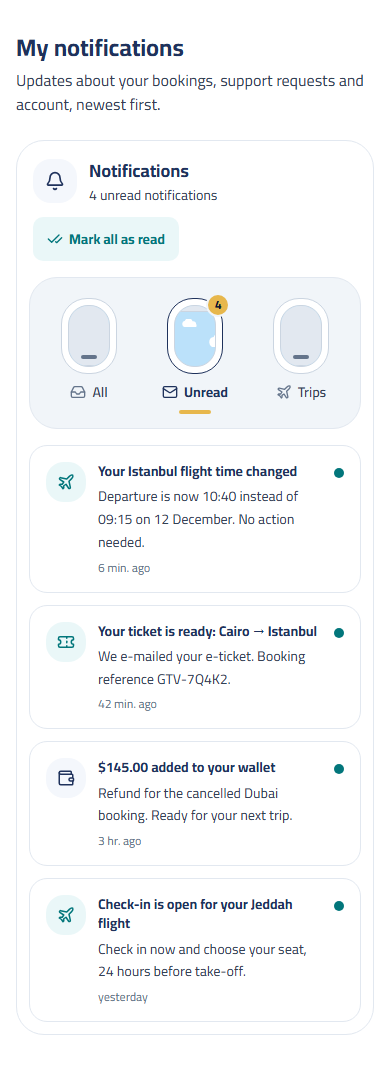 My notifications
Updates about your bookings, support requests and
account, newest first.
Notifications
4 unread notifications
Mark all as read
4
All
Unread
Trips
Your Istanbul flight time changed
Departure is now 10:40 instead of
09:15 on 12 December. No action
needed.
6 min. ago
Your ticket is ready: Cairo → Istanbul
We e-mailed your e-ticket. Booking
reference GTV-7Q4K2.
42 min. ago
$145.00 added to your wallet
Refund for the cancelled Dubai
booking. Ready for your next trip.
3 hr. ago
Check-in is open for your Jeddah
flight
Check in now and choose your seat,
24 hours before take-off.
yesterday